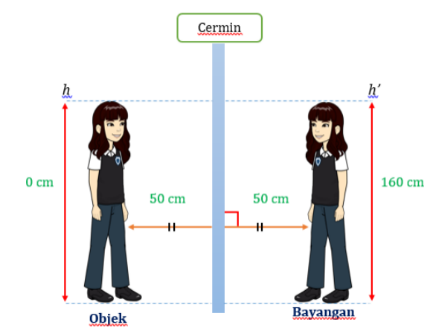 Cermin
h
h′
0 cm
50 cm
50 cm
160 cm
Objek
Bayangan